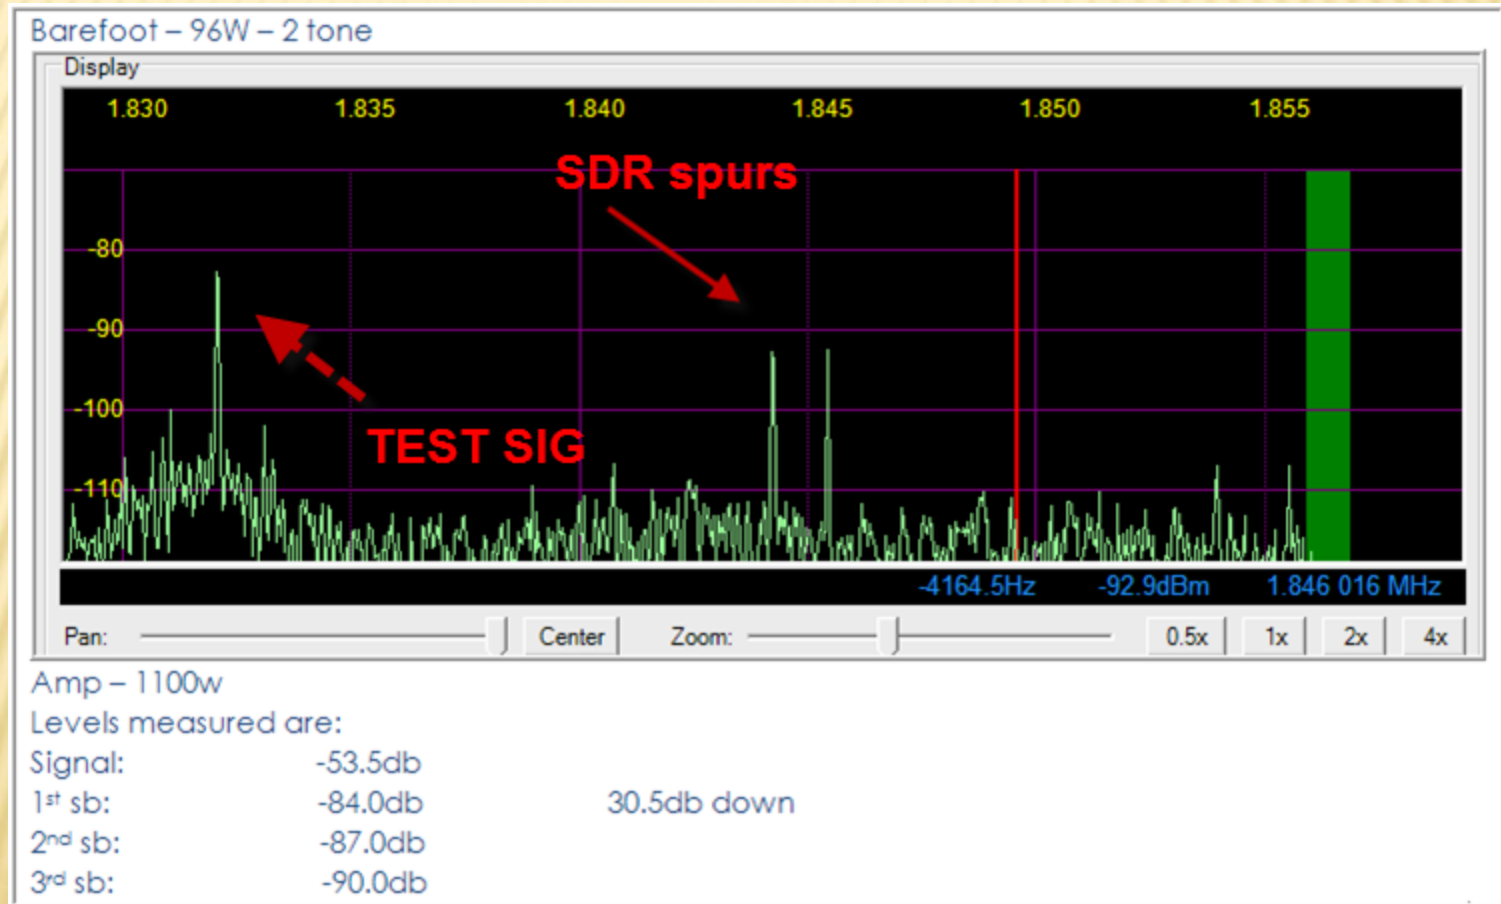 Barefoot – 96W – 2 tone
Display
1.830 1.835 1.840 1.845 1.850 1.855
SDR spurs
-80
-90
-100
TEST SIG
-110
-4164.5Hz -92.9dBm 1.846 016 MHz
Pan: Center Zoom: 0.5x 1x 2x 4x
Amp – 1100w
Levels measured are:
Signal: -53.5db
1st sb: -84.0db 30.5db down
2nd sb: -87.0db
3rd sb: -90.0db